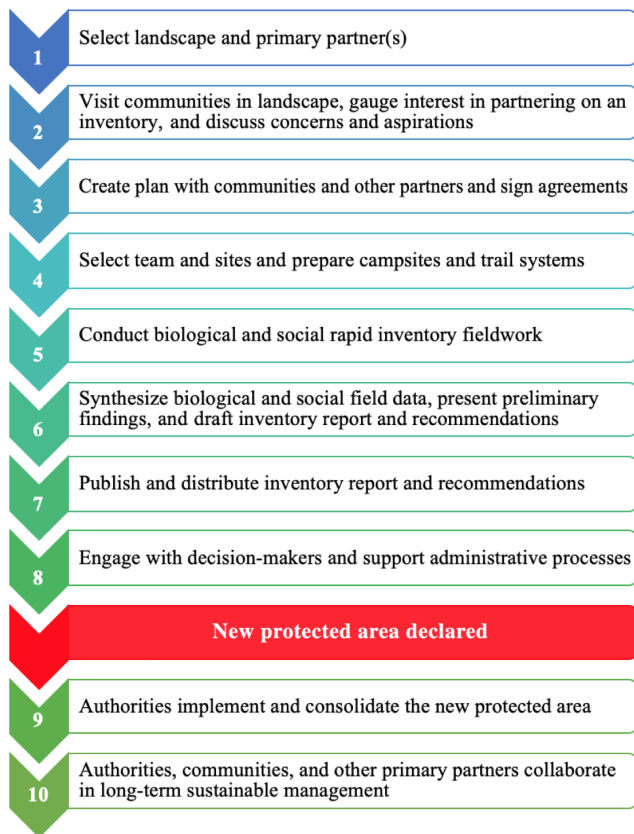 1
Select landscape and primary partner(s)
2
Visit communities in landscape, gauge interest in partnering on an
inventory, and discuss concerns and aspirations
3
Create plan with communities and other partners and sign agreements
4
Select team and sites and prepare campsites and trail systems
5
Conduct biological and social rapid inventory fieldwork
6
Synthesize biological and social field data, present preliminary
findings, and draft inventory report and recommendations
7
Publish and distribute inventory report and recommendations
8
Engage with decision-makers and support administrative processes
New protected area declared
9
Authorities implement and consolidate the new protected area
10
Authorities, communities, and other primary partners collaborate
in long-term sustainable management